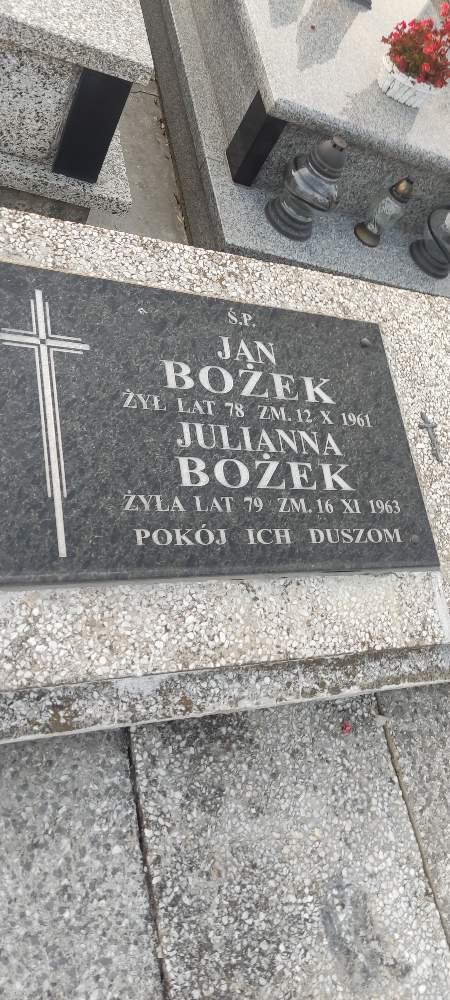 Ś.P.
JAN
BOŻEK
ŻYŁ LAT 78 ZM. 12 X 1961
JULIANNA
BOŻEK
ŻYŁA LAT 79 ZM. 16 XI 1963
POKÓJ ICH DUSZOM